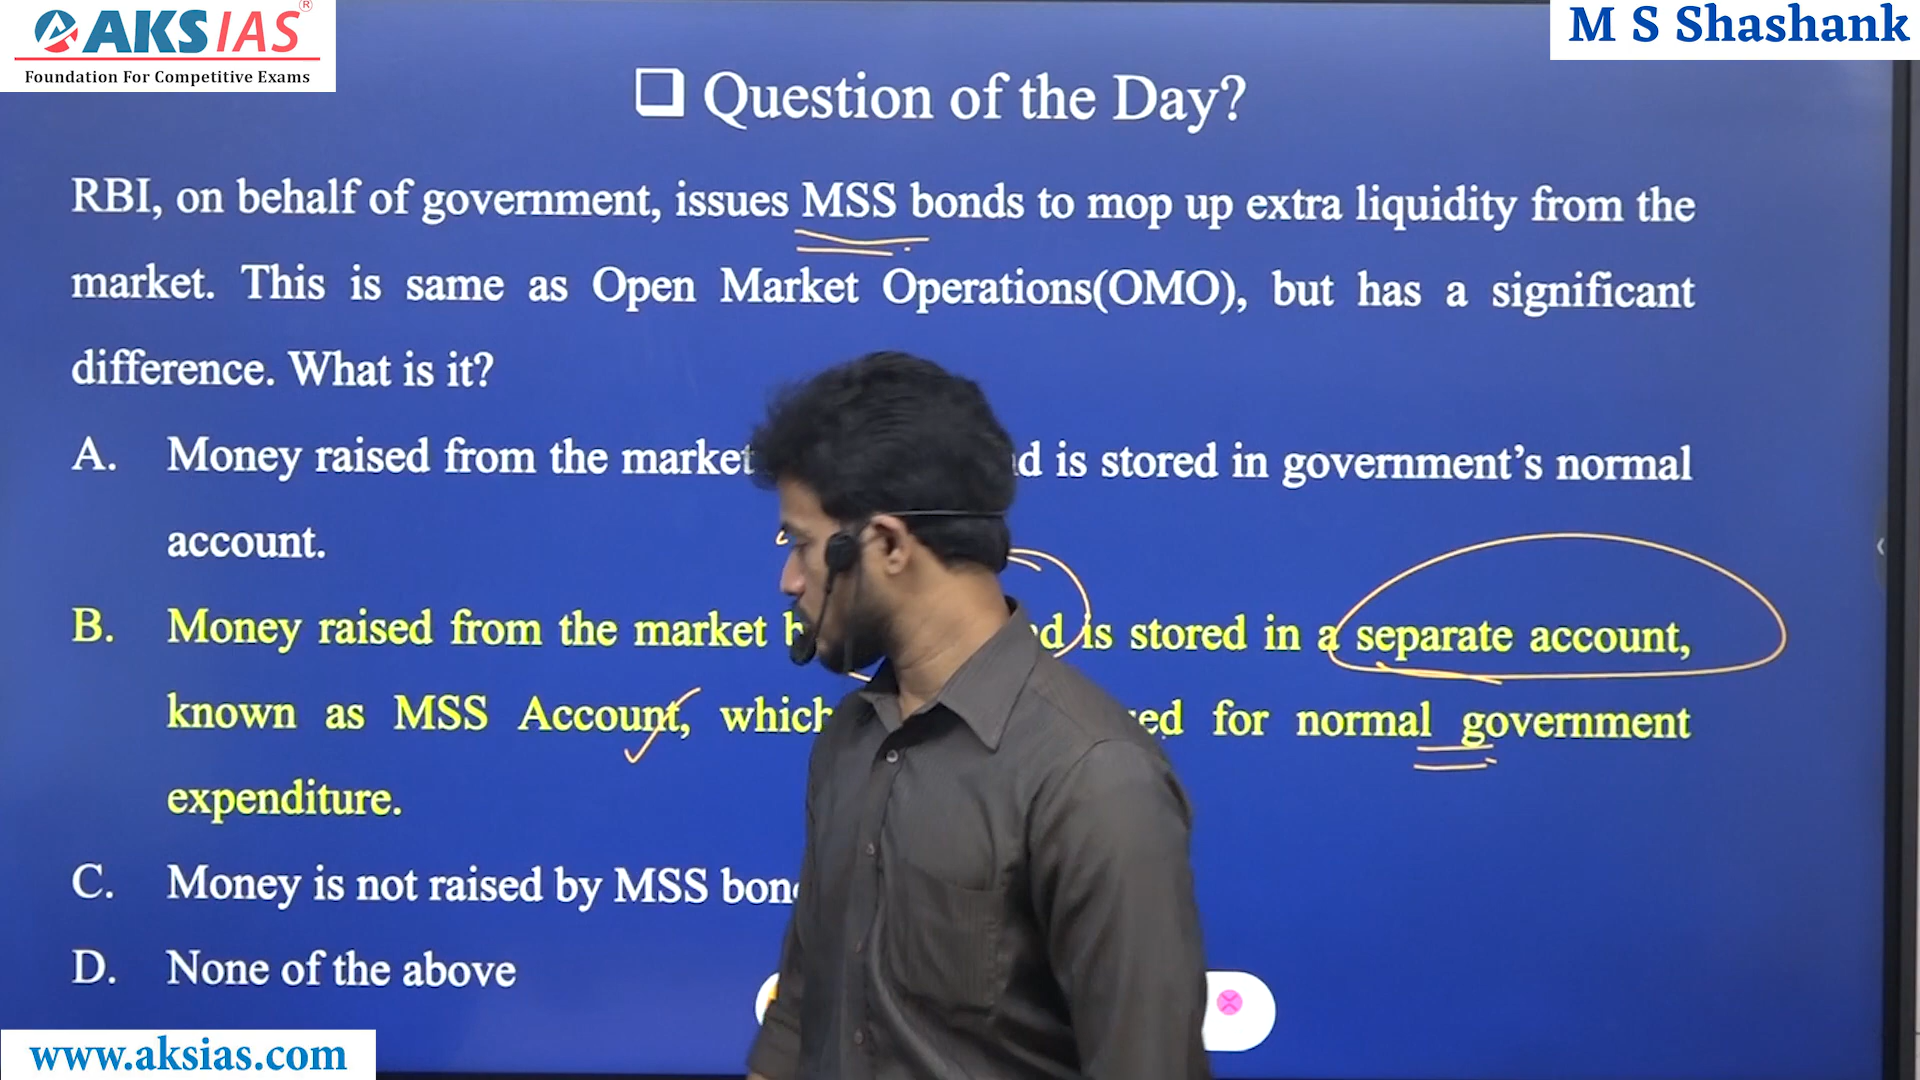 AKS IAS ®
Foundation For Competitive Exams
M S Shashank
Question of the Day?
RBI, on behalf of government, issues MSS bonds to mop up extra liquidity from the
market. This is same as Open Market Operations(OMO), but has a significant
difference. What is it?
A. Money raised from the market is stored in government's normal
account.
B. Money raised from the market is stored in a separate account,
known as MSS Account, for normal government
expenditure.
C. Money is not raised by MSS
D. None of the above
www.aksias.com